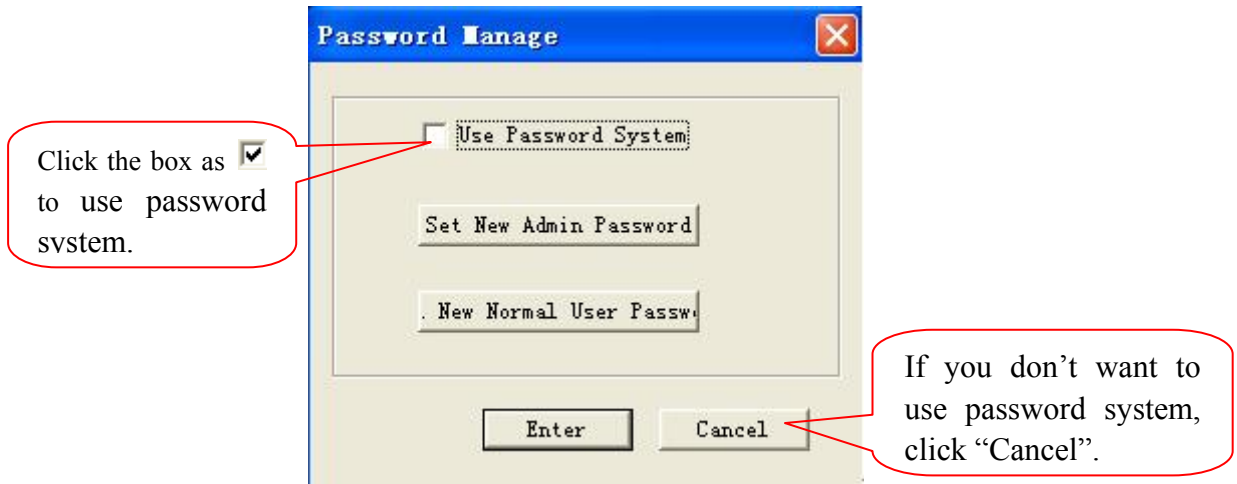 Password Manage
Use Password System
Click the box as
to use password
system.
Set New Admin Password
. New Normal User Passw
If you don’t want to
use password system,
click “Cancel”.
Enter
Cancel